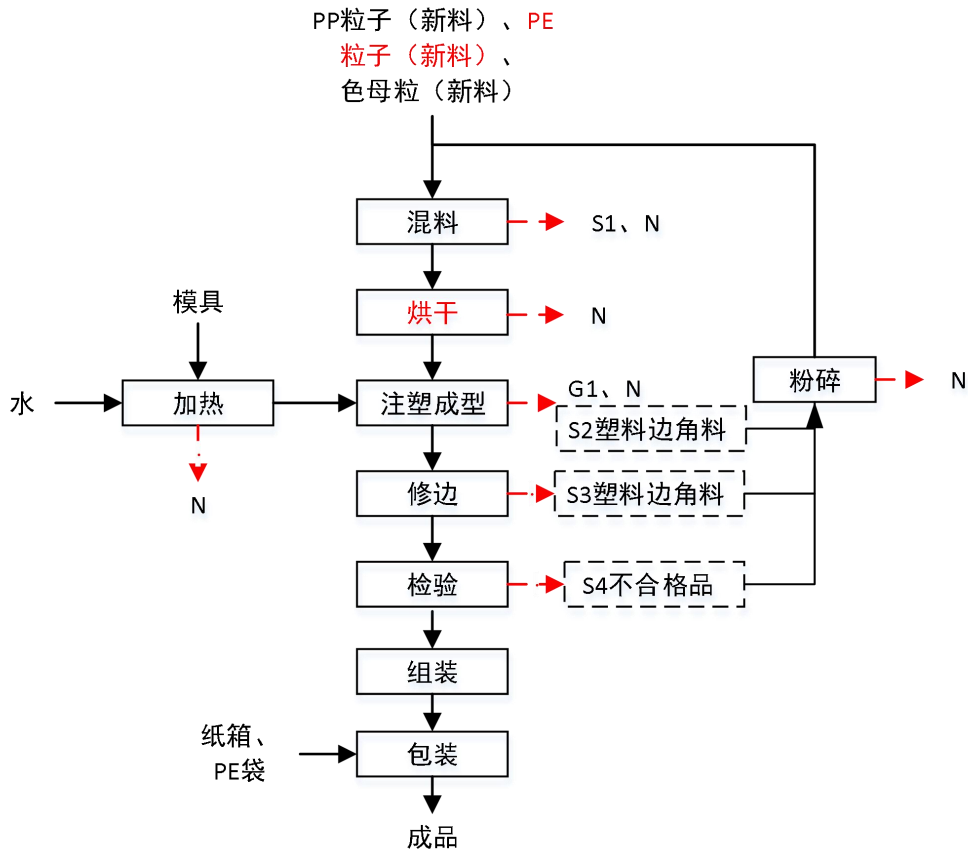 PP粒子（新料）、PE
粒子（新料）、
色母粒（新料）
混料
S1、N
模具
烘干
N
水
加热
注塑成型
G1、N
粉碎
N
S2塑料边角料
N
修边
S3塑料边角料
检验
S4不合格品
组装
纸箱、
PE袋
包装
成品